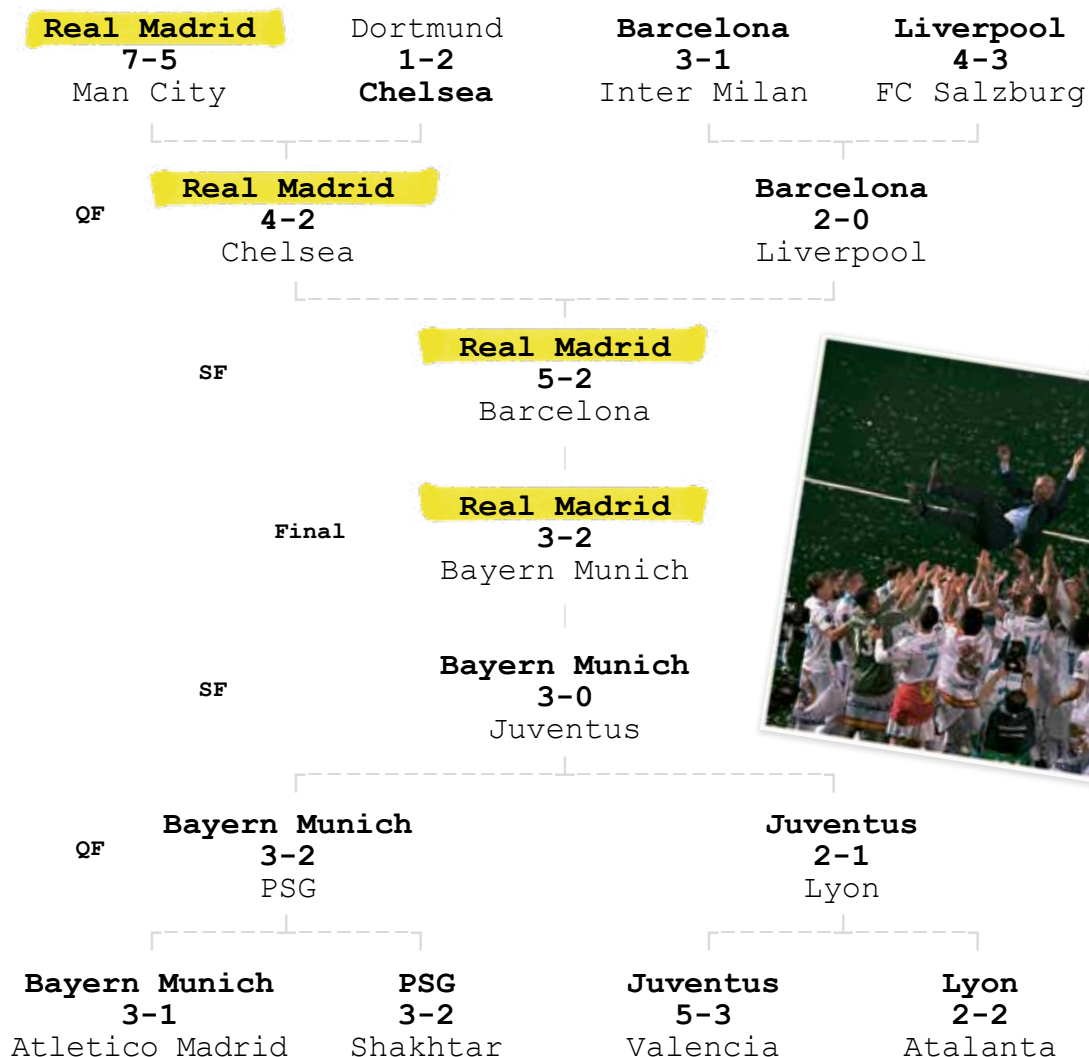 Real Madrid Dortmund Barcelona Liverpool
7-5 1-2 3-1 4-3
Man City Chelsea Inter Milan FC Salzburg
Real Madrid Barcelona
QF 4-2 2-0
Chelsea Liverpool
Real Madrid
SF 5-2
Barcelona
Real Madrid
Final 3-2
Bayern Munich
Bayern Munich
SF 3-0
Juventus
Bayern Munich Juventus
QF 3-2 2-1
PSG Lyon
Bayern Munich PSG Juventus Lyon
3-1 3-2 5-3 2-2
Atletico Madrid Shakhtar Valencia Atalanta